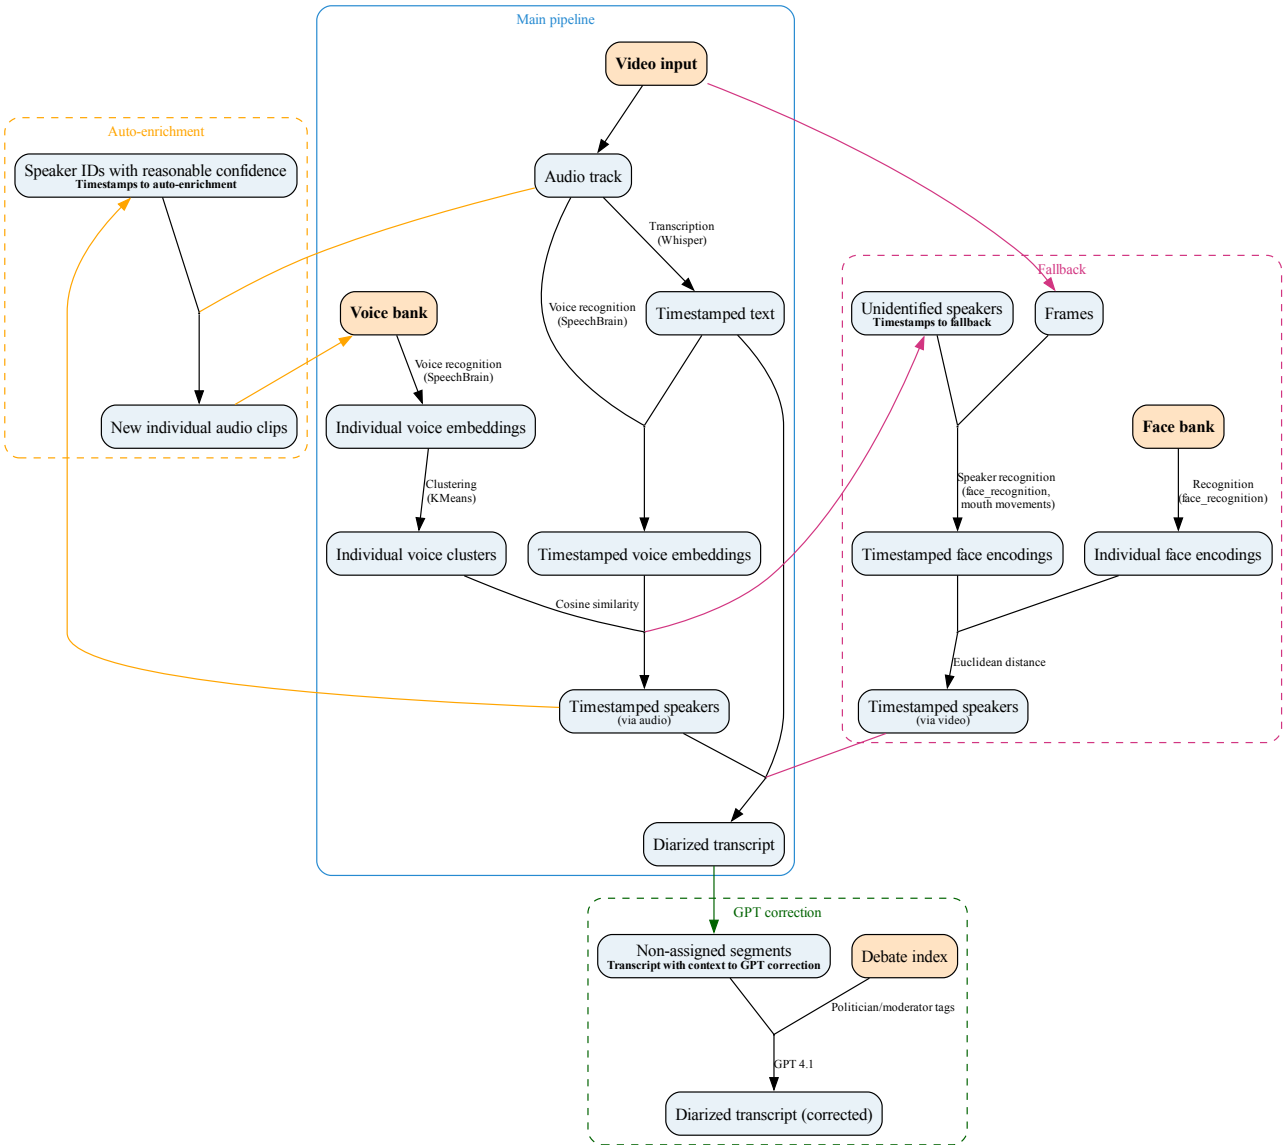 Main pipeline
Video input
Auto-enrichment
Speaker IDs with reasonable confidence
Timestamps to auto-enrichment
Audio track
Transcription
(Whisper)
Fallback
Voice bank
Voice recognition
(SpeechBrain)
Timestamped text
Unidentified speakers
Timestamps to fallback
Frames
Voice recognition
(SpeechBrain)
New individual audio clips
Individual voice embeddings
Face bank
Clustering
(KMeans)
Speaker recognition
(face_recognition,
mouth movements)
Recognition
(face_recognition)
Individual voice clusters
Timestamped voice embeddings
Timestamped face encodings
Individual face encodings
Cosine similarity
Euclidean distance
Timestamped speakers
(via audio)
Timestamped speakers
(via video)
Diarized transcript
GPT correction
Non-assigned segments
Transcript with context to GPT correction
Debate index
Politician/moderator tags
GPT 4.1
Diarized transcript (corrected)